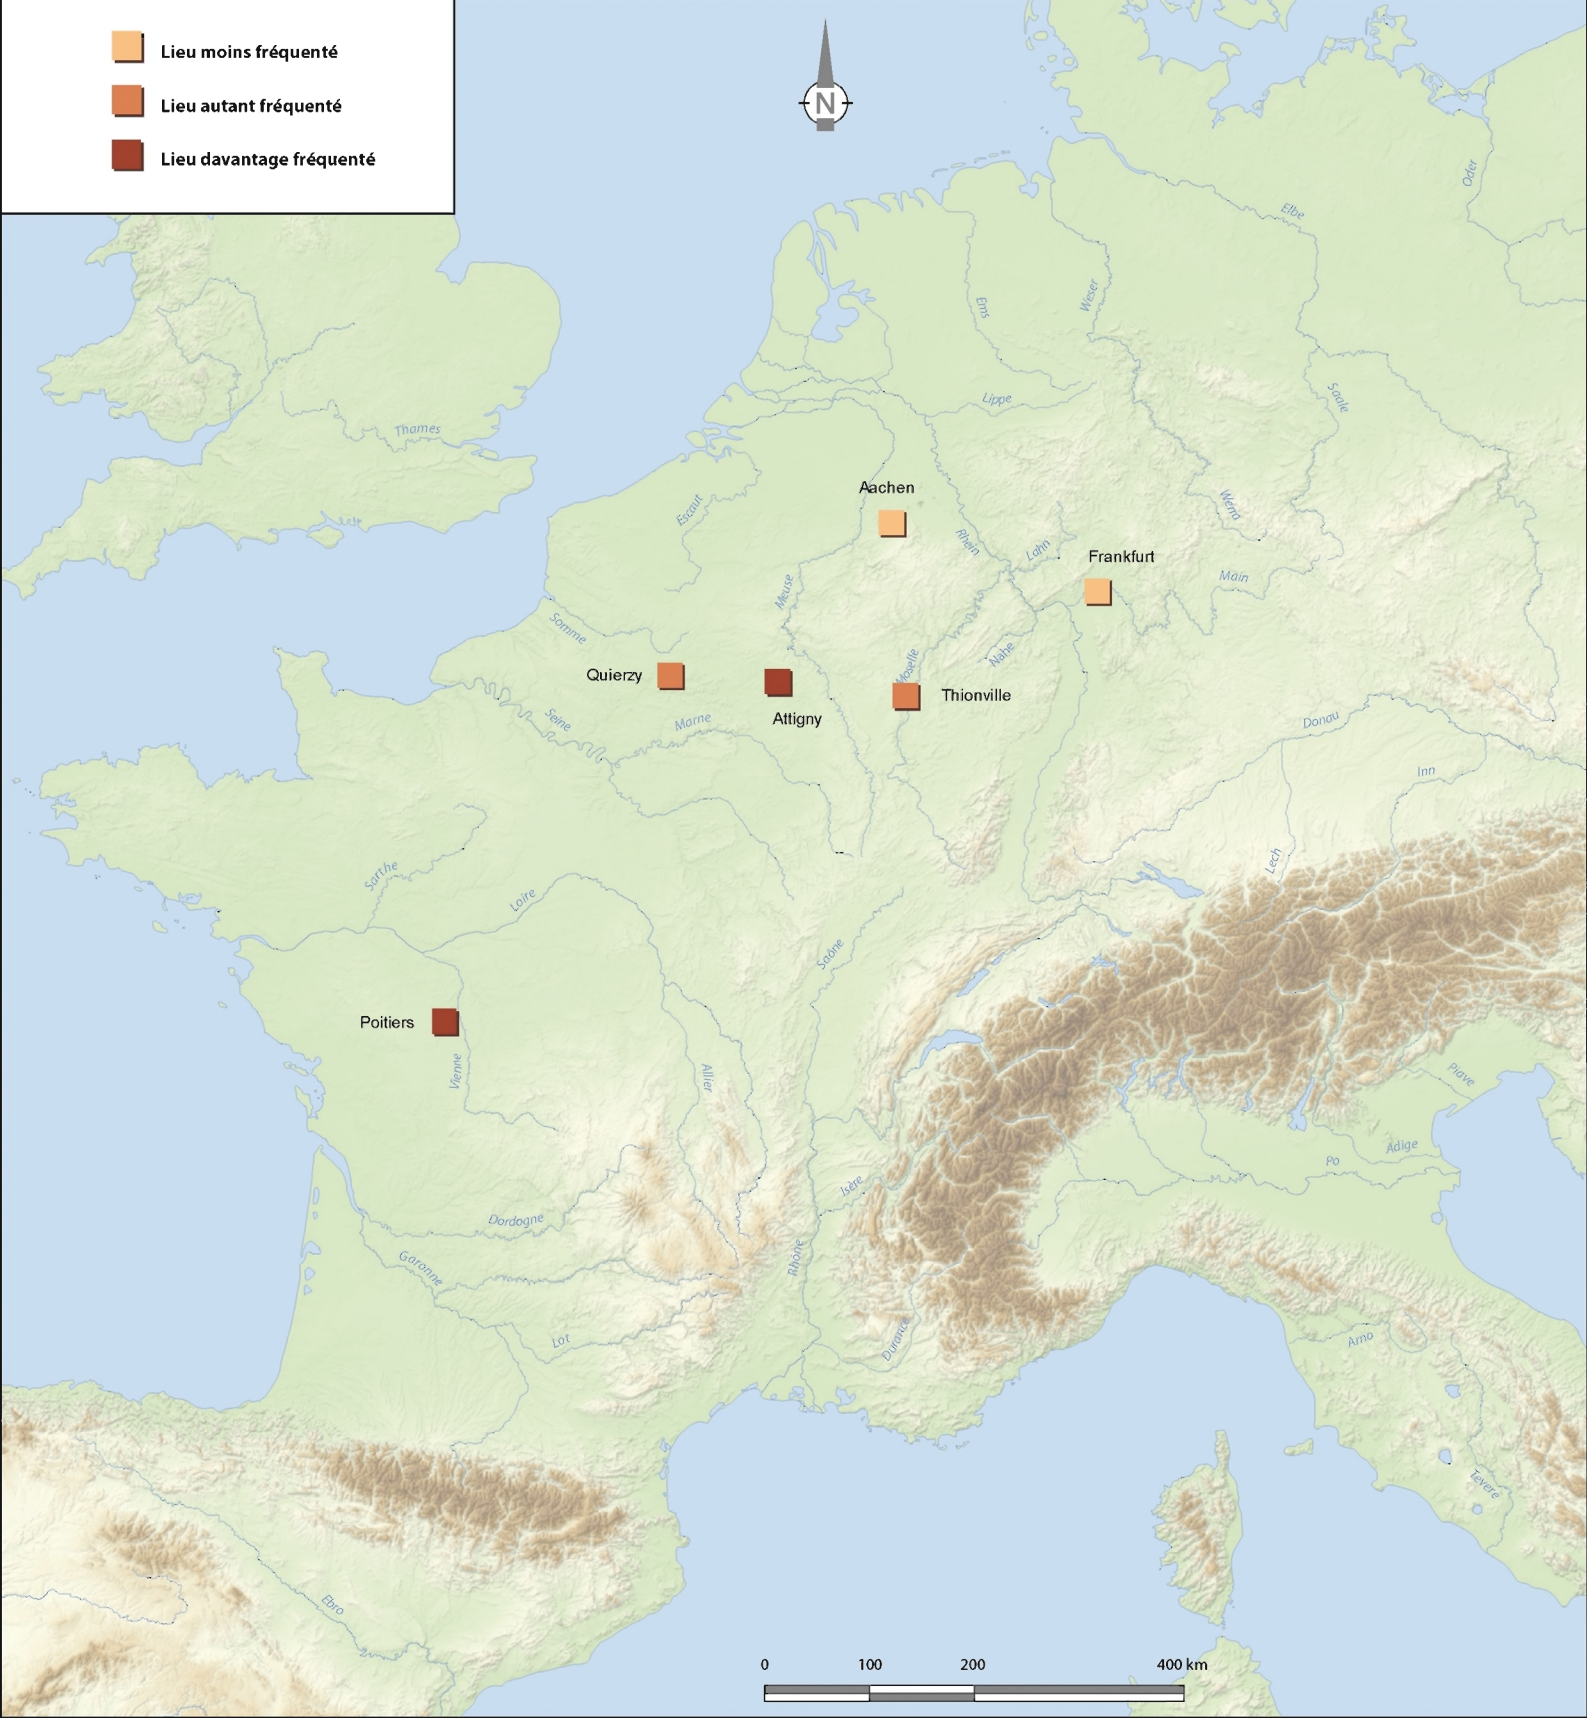 Lieu moins fréquenté
Lieu autant fréquenté
Lieu davantage fréquenté
N
Oder
Elbe
Ems
Weser
Saale
Lippe
Thames
Aachen
Escaut
Werra
Rhein
Lahn
Frankfurt
Main
Meuse
Somme
Nahe
Moselle
Quierzy
Thionville
Attigny
Seine
Marne
Donau
Inn
Lech
Sarthe
Loire
Saône
Poitiers
Vienne
Allier
Piave
Adige
Po
Isère
Dordogne
Garonne
Rhône
Lot
Durance
Arno
Tevere
Ebro
0 100 200 400 km